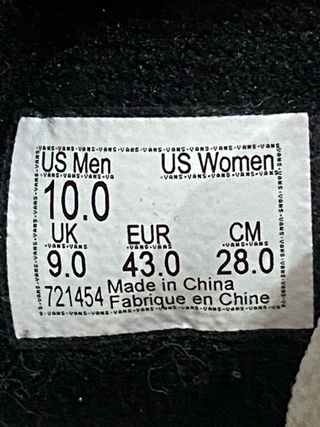 US Men US Women
10.0
UK EUR CM
9.0 43.0 28.0
721454 Made in China
Fabrique en Chine